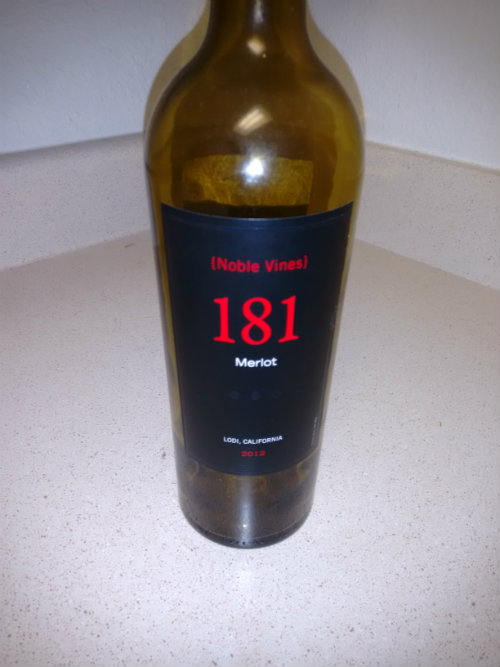 {Noble Vines}
181
Merlot
LODI, CALIFORNIA
2012